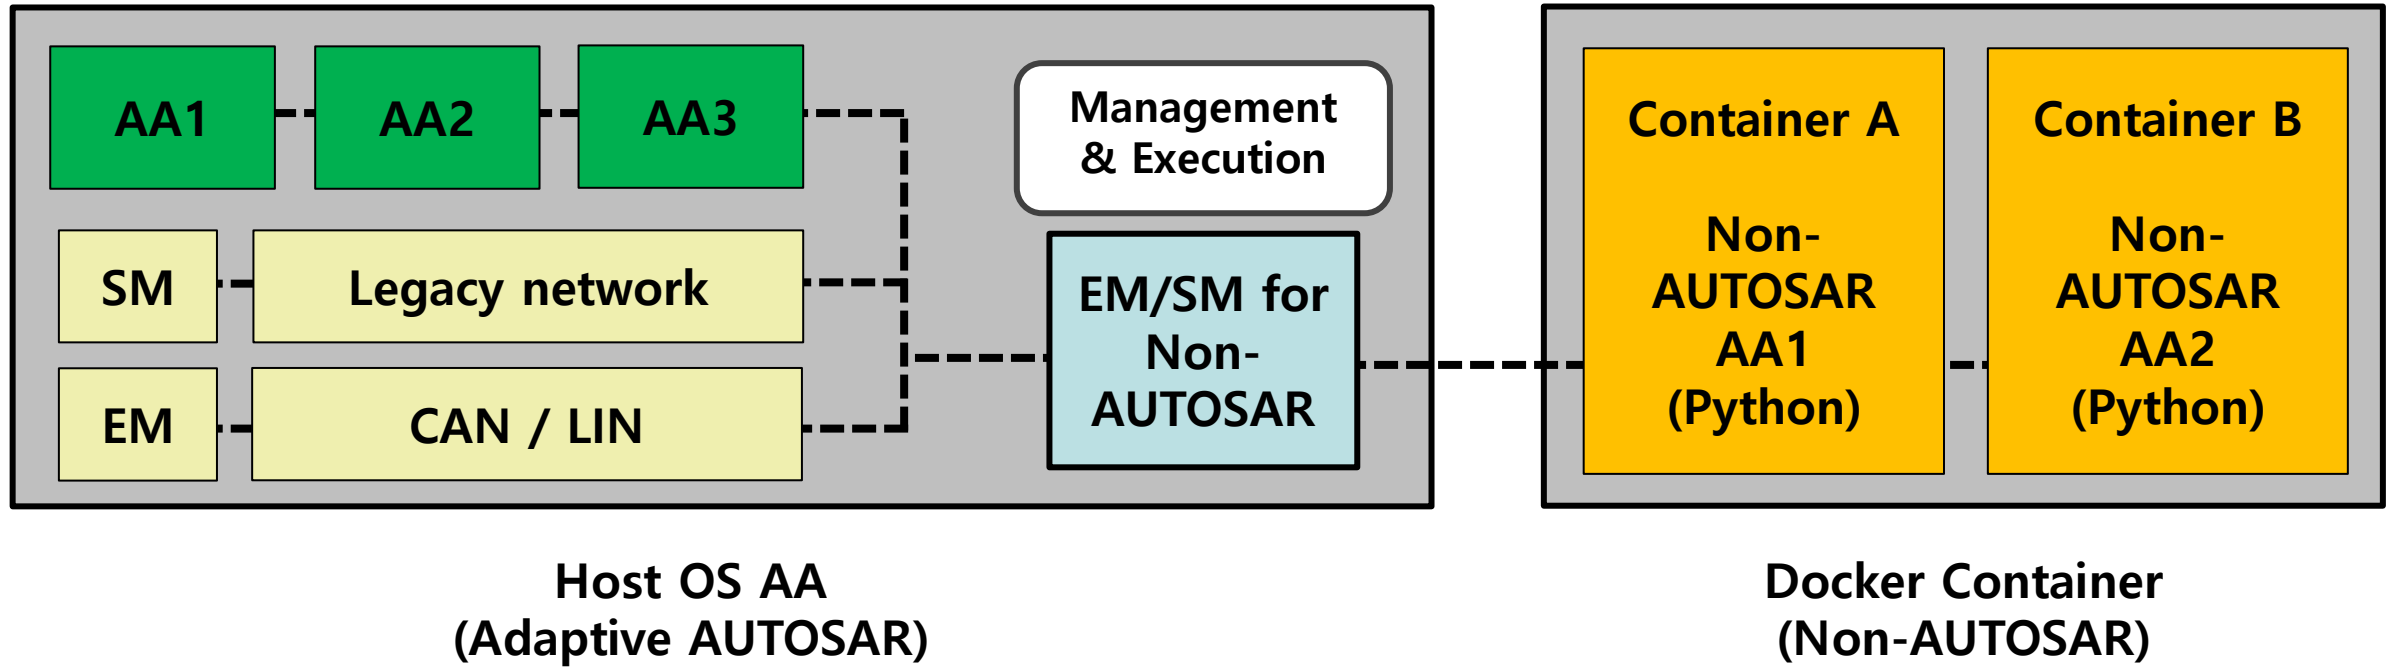 AA1
AA2
AA3
SM
Legacy network
EM
CAN / LIN
Management
& Execution
EM/SM for
Non-
AUTOSAR
Container A
Non-
AUTOSAR
AA1
(Python)
Container B
Non-
AUTOSAR
AA2
(Python)
Host OS AA
(Adaptive AUTOSAR)
Docker Container
(Non-AUTOSAR)